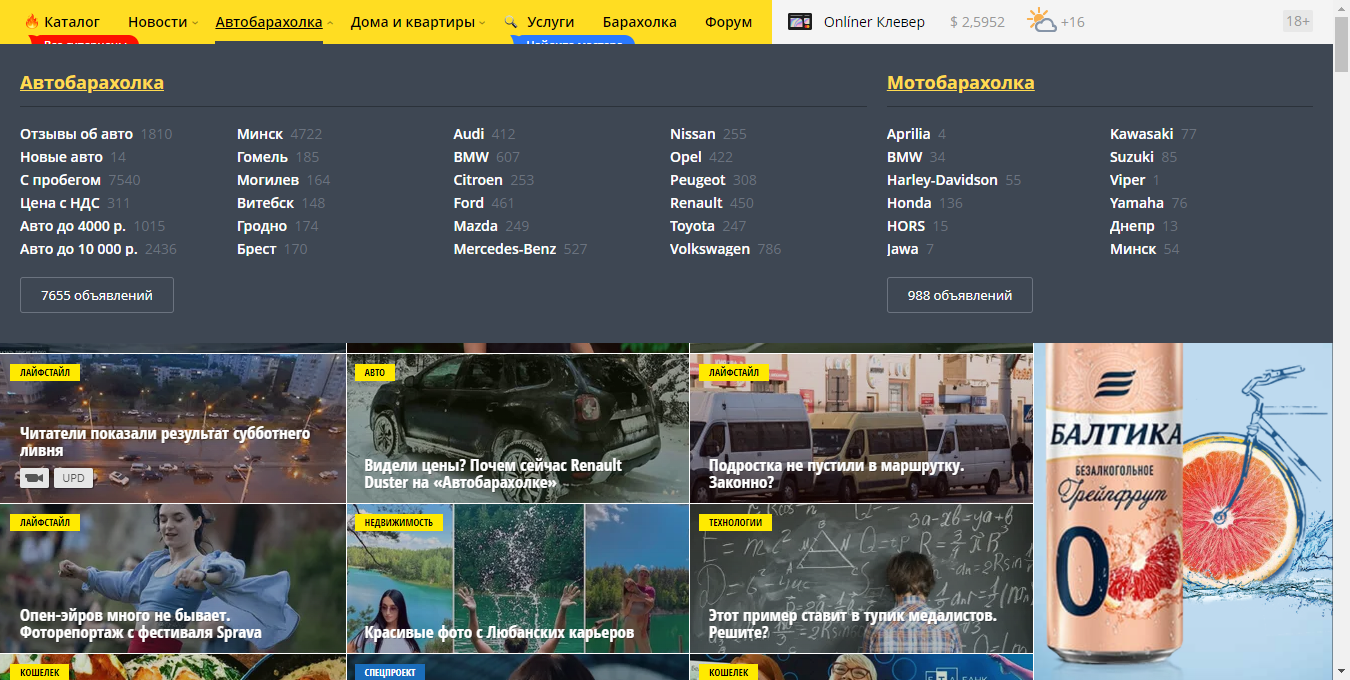 Каталог
Новости
Автобарахолка
Дома и квартиры
Услуги
Барахолка
Форум
Onlíner Клевер
$ 2,5952
+16
18+
Автобарахолка
Отзывы об авто 1810
Новые авто 14
С пробегом 7540
Цена с НДС 311
Авто до 4000 р. 1015
Авто до 10 000 р. 2436
Минск 4722
Гомель 185
Могилев 164
Витебск 148
Гродно 174
Брест 170
Audi 412
BMW 607
Citroen 253
Ford 461
Mazda 249
Mercedes-Benz 527
Nissan 255
Opel 422
Peugeot 308
Renault 450
Toyota 247
Volkswagen 786
7655 объявлений
Мотобарахолка
Aprilia 4
BMW 34
Harley-Davidson 55
Honda 136
HORS 15
Jawa 7
Kawasaki 77
Suzuki 85
Viper 1
Yamaha 76
Днепр 13
Минск 54
988 объявлений
ЛАЙФСТАЙЛ
Читатели показали результат субботнего
ливня
UPD
АВТО
Видели цены? Почем сейчас Renault
Duster на «Автобарахолке»
ЛАЙФСТАЙЛ
Подростка не пустили в маршрутку.
Законно?
ЛАЙФСТАЙЛ
Опен-эйров много не бывает.
Фоторепортаж с фестиваля Sprava
НЕДВИЖИМОСТЬ
Красивые фото с Любанских карьеров
ТЕХНОЛОГИИ
Этот пример ставит в тупик медалистов.
Решите?
КОШЕЛЕК
СПЕЦПРОЕКТ
КОШЕЛЕК
БАЛТИКА
БЕЗАЛКОГОЛЬНОЕ
Грейпфрут
0